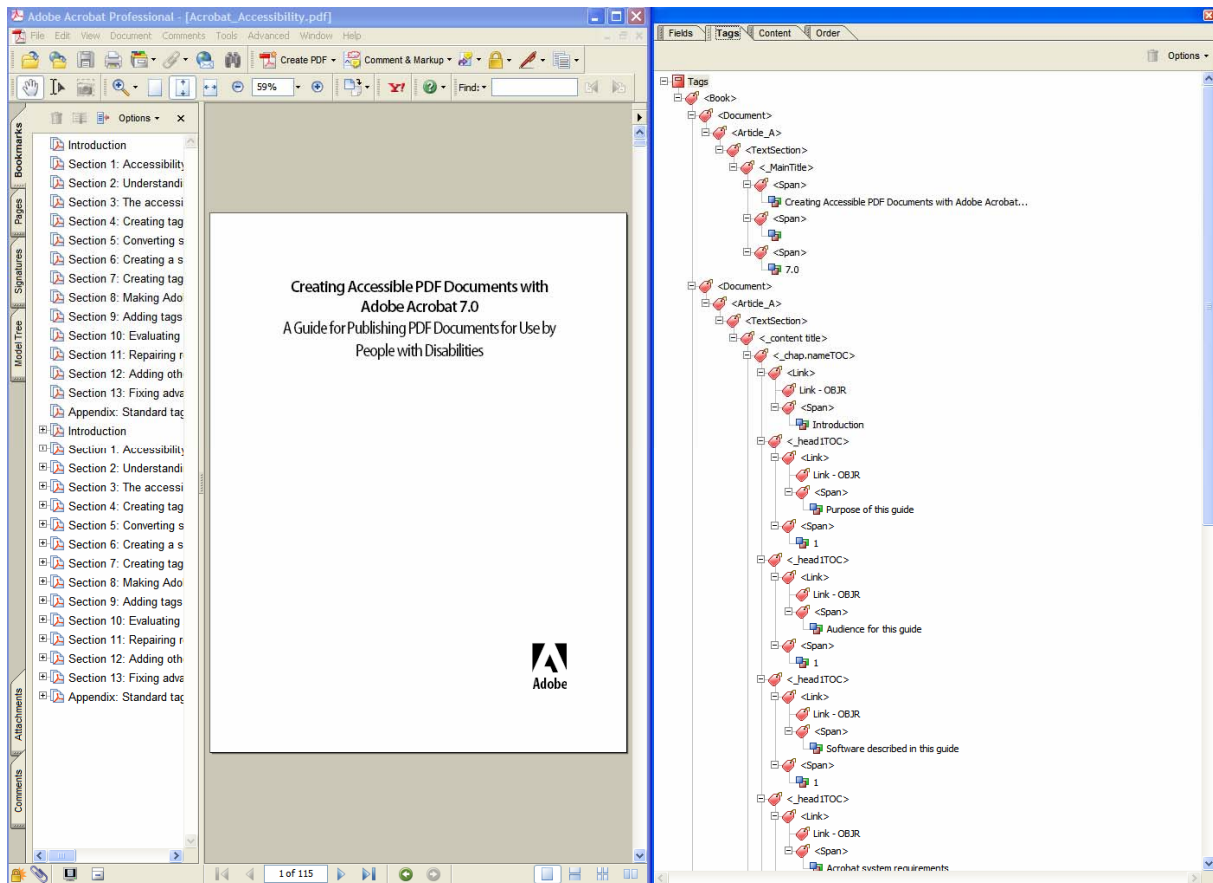 Adobe Acrobat Professional - [Acrobat_Accessibility.pdf]
File Edit View Document Comments Tools Advanced Window Help
Create PDF
Comment & Markup
59%
Y!
Find:
Bookmarks
Pages
Signatures
Model Tree
Attachments
Comments
Options
Introduction
Section 1: Accessibility
Section 2: Understandi
Section 3: The accessi
Section 4: Creating tag
Section 5: Converting s
Section 6: Creating a s
Section 7: Creating tag
Section 8: Making Ado
Section 9: Adding tags
Section 10: Evaluating
Section 11: Repairing r
Section 12: Adding oth
Section 13: Fixing adva
Appendix: Standard tag
Introduction
Section 1. Accessibility
Section 2: Understandi
Section 3: The accessi
Section 4: Creating tag
Section 5: Converting s
Section 6: Creating a s
Section 7: Creating tag
Section 8: Making Ado
Section 9: Adding tags
Section 10: Evaluating
Section 11: Repairing r
Section 12: Adding oth
Section 13: Fixing adva
Appendix: Standard tag
Creating Accessible PDF Documents with
Adobe Acrobat 7.0
A Guide for Publishing PDF Documents for Use by
People with Disabilities
Adobe
1 of 115
Fields Tags Content Order
Options
Tags
<Book>
<Document>
<Article_A>
<TextSection>
<_MainTitle>
<Span>
Creating Accessible PDF Documents with Adobe Acrobat...
<Span>
<Span>
7.0
<Document>
<Article_A>
<TextSection>
<_content title>
<_chap.nameTOC>
<Link>
Link - OBJR
<Span>
Introduction
<_head1TOC>
<Link>
Link - OBJR
<Span>
Purpose of this guide
<Span>
1
<_head1TOC>
<Link>
Link - OBJR
<Span>
Audience for this guide
<Span>
1
<_head1TOC>
<Link>
Link - OBJR
<Span>
Software described in this guide
<Span>
1
<_head1TOC>
<Link>
Link - OBJR
<Span>
Acrobat system requirements